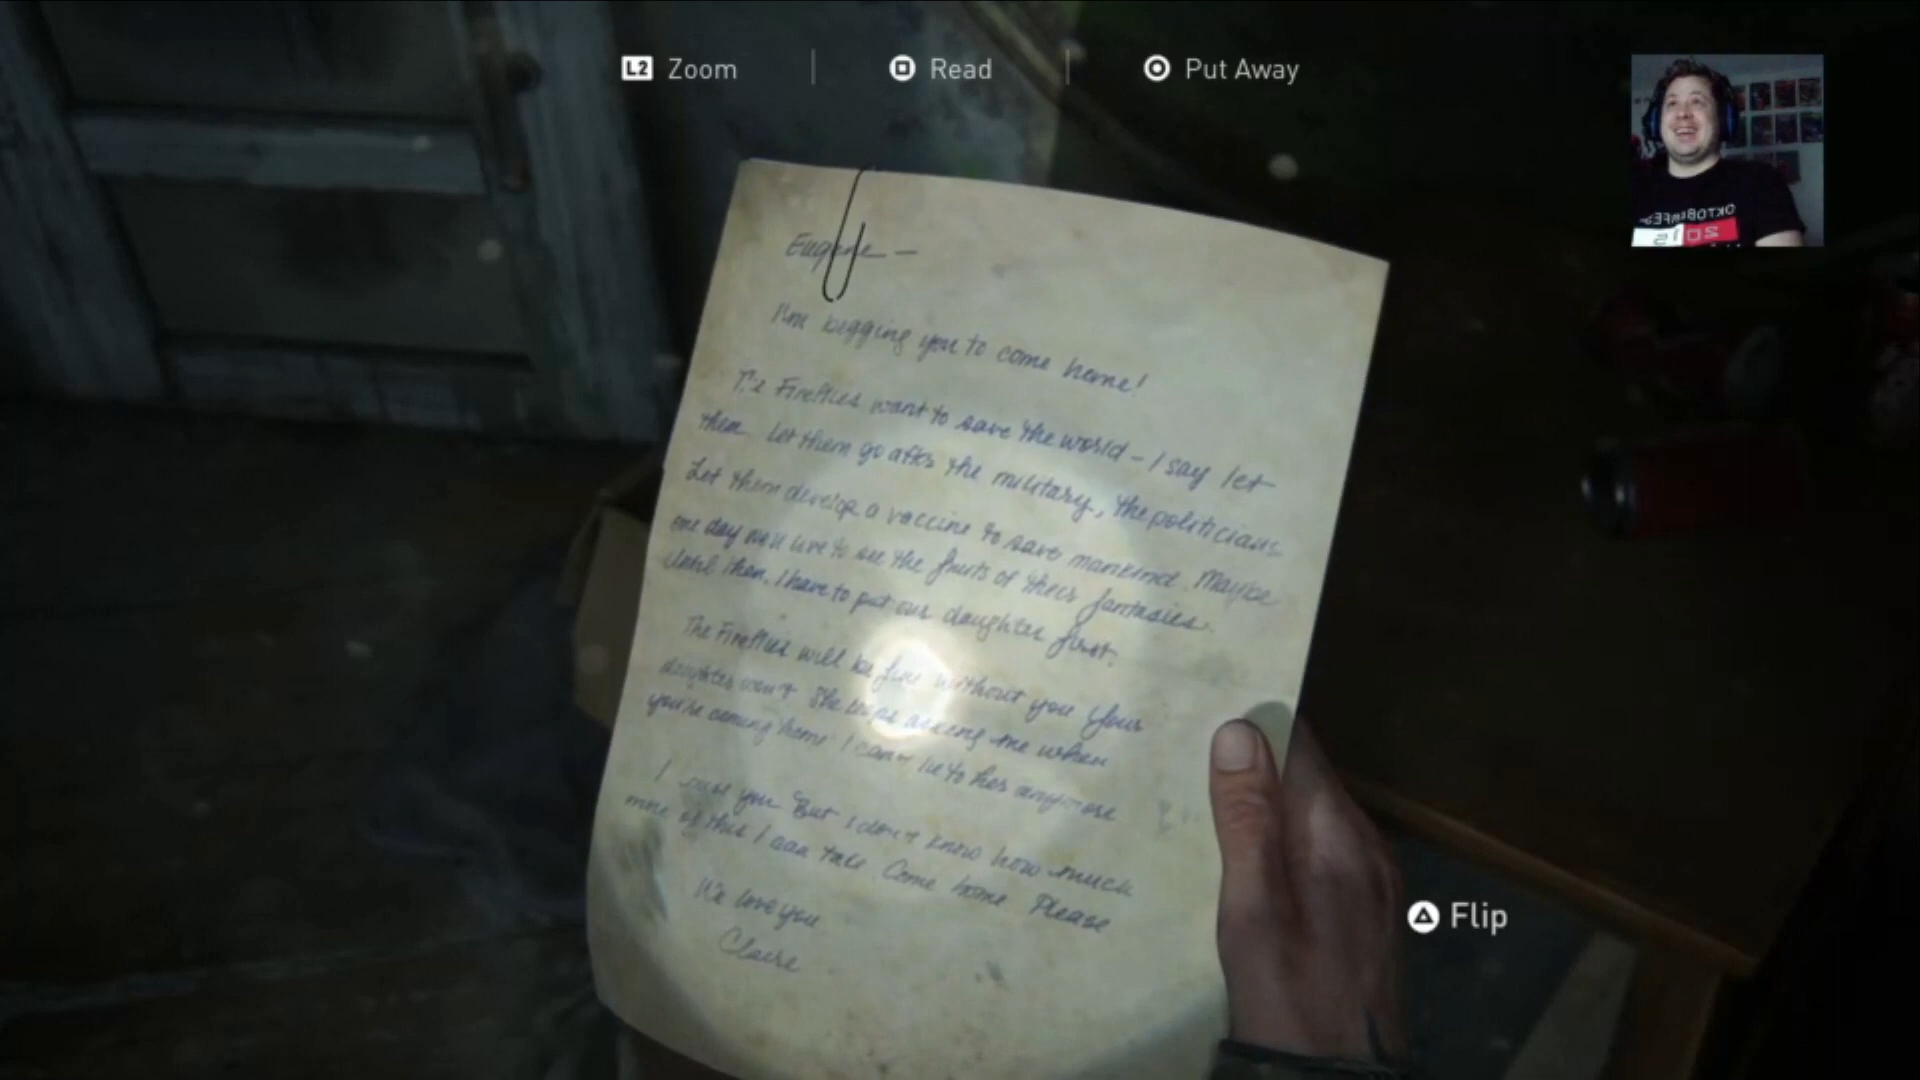 L2 Zoom
Read
Put Away
Eugene —
I'm begging you to come home!
The Fireflies want to save the world – I say let
them. Let them go after the military, the politicians.
Let them develop a vaccine to save mankind. Maybe
one day we'll live to see the fruits of their fantasies.
Until then, I have to put our daughter first.
The Fireflies will be fine without you. Your
daughter won't. She keeps asking me when
you're coming home. I can't lie to her anymore.
I miss you. But I don't know how much
more of this I can take. Come home. Please
We love you
Claire
Flip
OKTOBERFES
2015